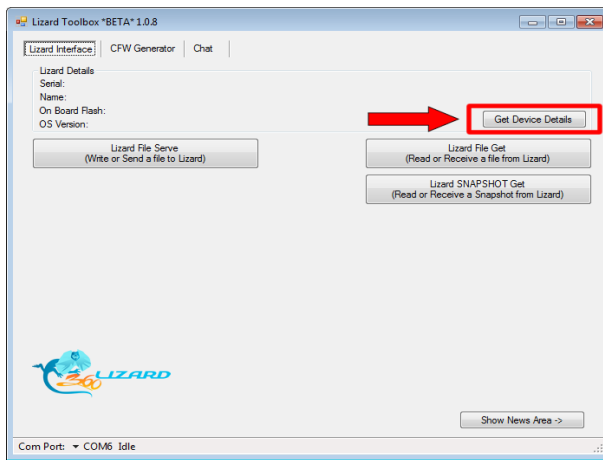 Lizard Toolbox *BETA* 1.0.8
Lizard Interface CFW Generator Chat
Lizard Details
Serial:
Name:
On Board Flash:
OS Version:
Get Device Details
Lizard File Serve
(Write or Send a file to Lizard)
Lizard File Get
(Read or Receive a file from Lizard)
Lizard SNAPSHOT Get
(Read or Receive a Snapshot from Lizard)
360 LIZARD
Show News Area ->
Com Port: COM6 Idle